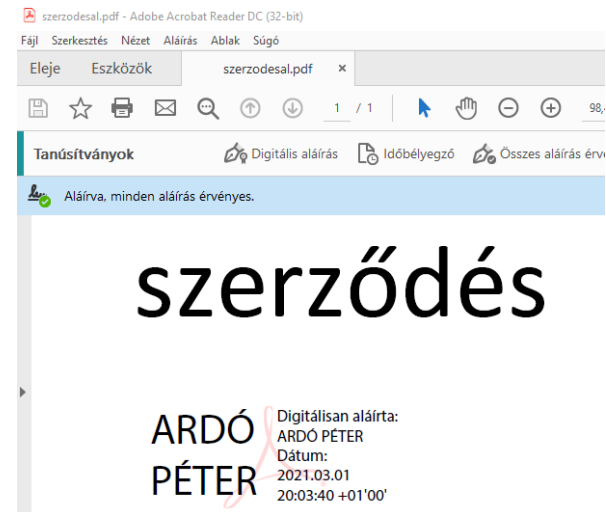 szerzodesal.pdf - Adobe Acrobat Reader DC (32-bit)
Fájl Szerkesztés Nézet Aláírás Ablak Súgó
Eleje Eszközök szerzodesal.pdf ×
1 / 1 98,
Tanúsítványok Digitális aláírás Időbélyegző Összes aláírás érv
Aláírva, minden aláírás érvényes.
szerződés
ARDÓ
PÉTER
Digitálisan aláírta:
ARDÓ PÉTER
Dátum:
2021.03.01
20:03:40 +01'00'